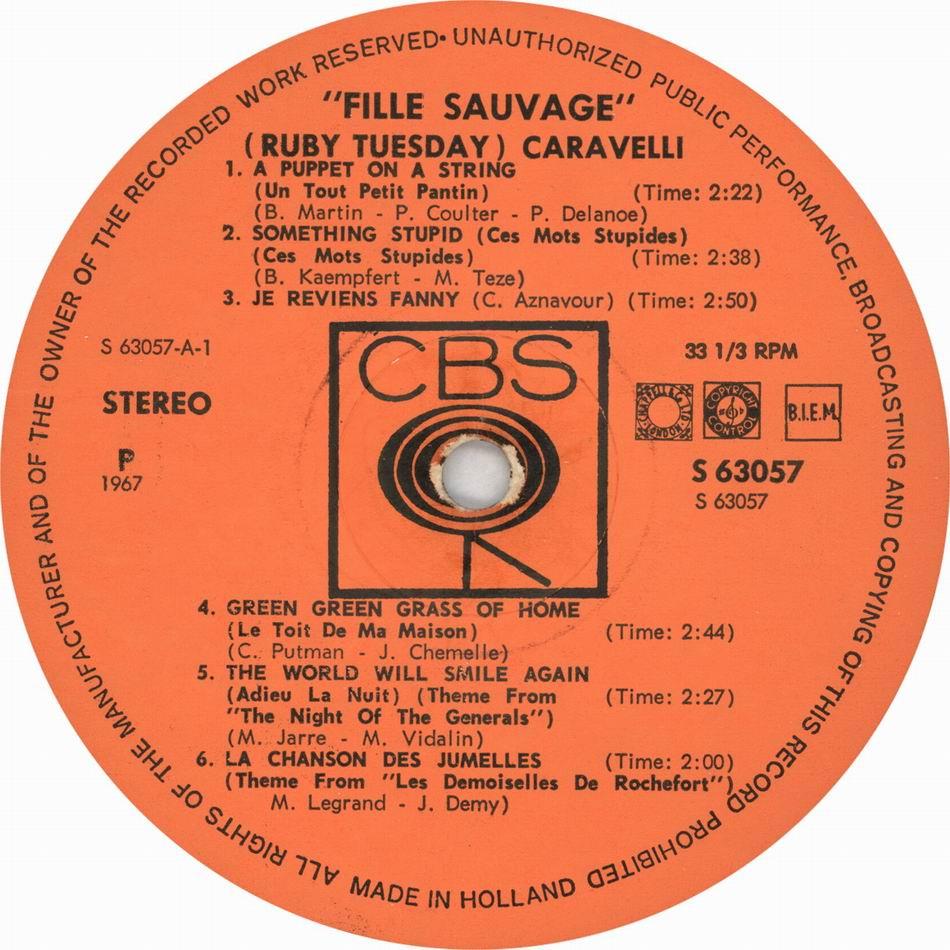 ALL RIGHTS OF THE MANUFACTURER AND OF THE OWNER OF THE RECORDED WORK RESERVED • UNAUTHORIZED PUBLIC PERFORMANCE, BROADCASTING AND COPYING OF THIS RECORD PROHIBITED
"FILLE SAUVAGE"
(RUBY TUESDAY) CARAVELLI
1. A PUPPET ON A STRING
(Un Tout Petit Pantin) (Time: 2:22)
(B. Martin - P. Coulter - P. Delanoe)
2. SOMETHING STUPID (Ces Mots Stupides)
(Ces Mots Stupides) (Time: 2:38)
(B. Kaempfert - M. Teze)
3. JE REVIENS FANNY (C. Aznavour) (Time: 2:50)
S 63057-A-1
33 1/3 RPM
CBS
STEREO
CHAPPELL & CO LTD LONDON
COPYRIGHT CONTROL
B.I.E.M.
P
1967
S 63057
S 63057
4. GREEN GREEN GRASS OF HOME
(Le Toit De Ma Maison) (Time: 2:44)
(C. Putman - J. Chemelle)
5. THE WORLD WILL SMILE AGAIN
(Adieu La Nuit) (Theme From (Time: 2:27)
"The Night Of The Generals")
(M. Jarre - M. Vidalin)
6. LA CHANSON DES JUMELLES (Time: 2:00)
(Theme From "Les Demoiselles De Rochefort")
M. Legrand - J. Demy)
MADE IN HOLLAND